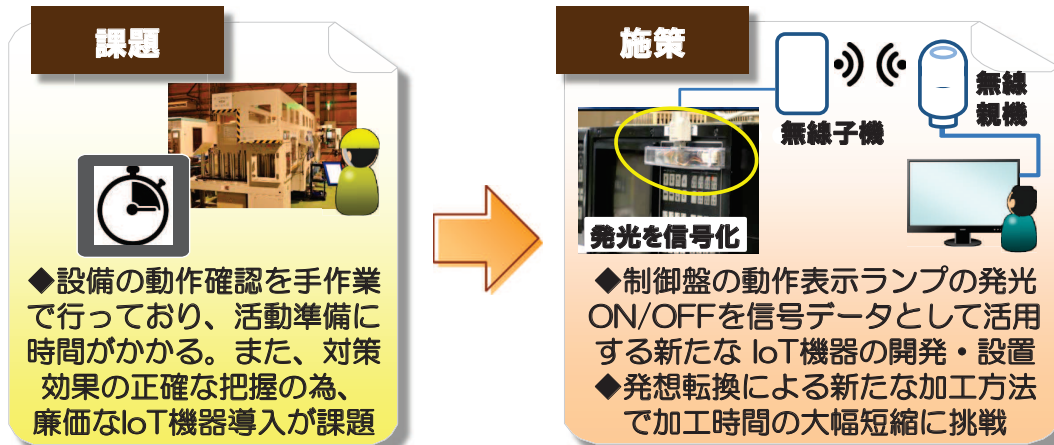 課題
◆設備の動作確認を手作業
で行っており、活動準備に
時間がかかる。また、対策
効果の正確な把握の為、
廉価なIoT機器導入が課題
施策
無線子機
無線
親機
発光を信号化
◆制御盤の動作表示ランプの発光
ON/OFFを信号データとして活用
する新たな IoT機器の開発・設置
◆発想転換による新たな加工方法
で加工時間の大幅短縮に挑戦